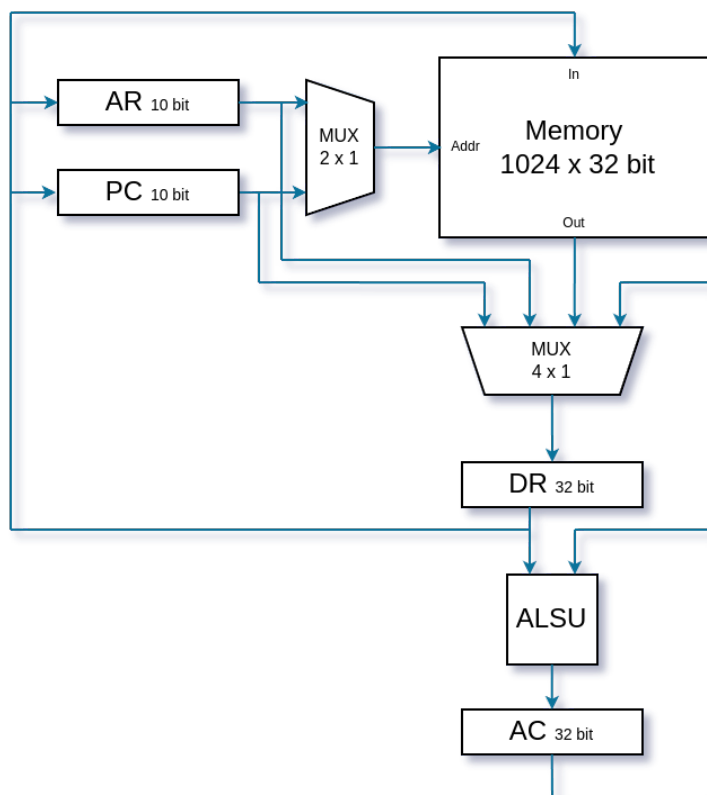 In
AR 10 bit
MUX
2 x 1
Memory
1024 x 32 bit
Addr
PC 10 bit
Out
MUX
4 x 1
DR 32 bit
ALSU
AC 32 bit